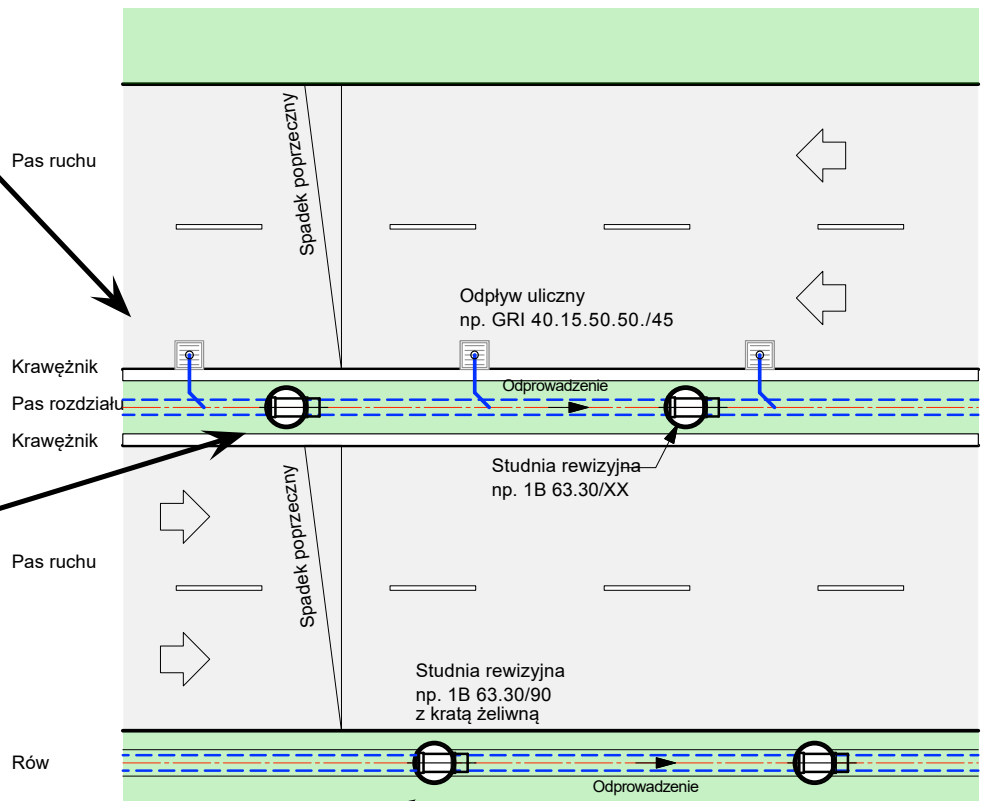 Pas ruchu
Spadek poprzeczny
Odpływ uliczny
np. GRI 40.15.50.50./45
Krawężnik
Odprowadzenie
Pas rozdziału
Krawężnik
Studnia rewizyjna
np. 1B 63.30/XX
Spadek poprzeczny
Pas ruchu
Studnia rewizyjna
np. 1B 63.30/90
z kratą żeliwną
Rów
Odprowadzenie